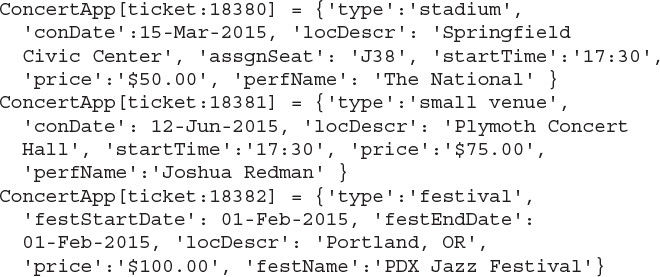 ConcertApp[ticket:18380] = {'type':'stadium',
'conDate':15-Mar-2015, 'locDescr': 'Springfield
Civic Center', 'assgnSeat': 'J38', 'startTime':'17:30',
'price':'$50.00', 'perfName': 'The National' }
ConcertApp[ticket:18381] = {'type':'small venue',
'conDate': 12-Jun-2015, 'locDescr': 'Plymoth Concert
Hall', 'startTime':'17:30', 'price':'$75.00',
'perfName':'Joshua Redman' }
ConcertApp[ticket:18382] = {'type':'festival',
'festStartDate': 01-Feb-2015, 'festEndDate':
01-Feb-2015, 'locDescr': 'Portland, OR',
'price':'$100.00', 'festName':'PDX Jazz Festival'}